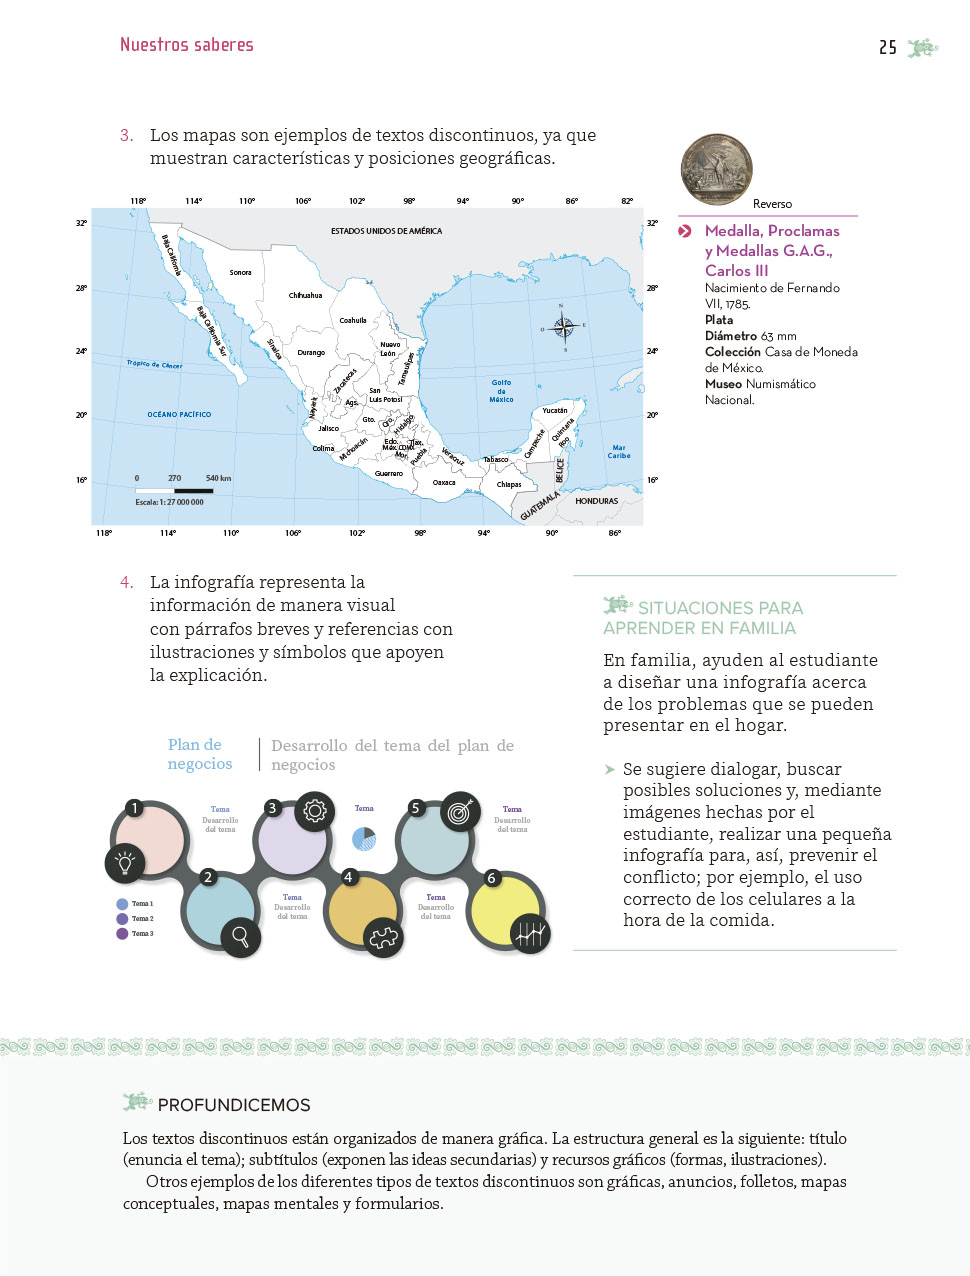 Nuestros saberes
25
3. Los mapas son ejemplos de textos discontinuos, ya que
muestran características y posiciones geográficas.
118° 114° 110° 106° 102° 98° 94° 90° 86° 82°
32° 32°
ESTADOS UNIDOS DE AMÉRICA
Baja California
Sonora
28° 28°
Chihuahua
Baja California Sur
Coahuila
N
O E
S
Sinaloa
Durango
Nuevo
León
24° 24°
Tamaulipas
Trópico de Cáncer
Zacatecas
San
Luis Potosí
Golfo
de
México
Nayarit
Ags.
OCÉANO PACÍFICO
20° 20°
Yucatán
Gto.
Qro.
Hidalgo
Quintana
Roo
Jalisco
Campeche
Colima
Michoacán
Edo.
Méx.
CDMX
Tlax.
Mor.
Puebla
Veracruz
Tabasco
Mar
Caribe
BELICE
Guerrero
16° 16°
Oaxaca
Chiapas
GUATEMALA
HONDURAS
0 270 540 km
Escala: 1: 27 000 000
118° 114° 110° 106° 102° 98° 94° 90° 86°
Reverso
Medalla, Proclamas
y Medallas G.A.G.,
Carlos III
Nacimiento de Fernando
VII, 1785.
Plata
Diámetro 63 mm
Colección Casa de Moneda
de México.
Museo Numismático
Nacional.
4. La infografía representa la
información de manera visual
con párrafos breves y referencias con
ilustraciones y símbolos que apoyen
la explicación.
Plan de
negocios
Desarrollo del tema del plan de
negocios
1
Tema
Desarrollo
del tema
3
Tema
5
Tema
Desarrollo
del tema
2
Tema
Desarrollo
del tema
4
Tema
Desarrollo
del tema
6
Tema 1
Tema 2
Tema 3
SITUACIONES PARA
APRENDER EN FAMILIA
En familia, ayuden al estudiante
a diseñar una infografía acerca
de los problemas que se pueden
presentar en el hogar.
Se sugiere dialogar, buscar
posibles soluciones y, mediante
imágenes hechas por el
estudiante, realizar una pequeña
infografía para, así, prevenir el
conflicto; por ejemplo, el uso
correcto de los celulares a la
hora de la comida.
PROFUNDICEMOS
Los textos discontinuos están organizados de manera gráfica. La estructura general es la siguiente: título
(enuncia el tema); subtítulos (exponen las ideas secundarias) y recursos gráficos (formas, ilustraciones).
Otros ejemplos de los diferentes tipos de textos discontinuos son gráficas, anuncios, folletos, mapas
conceptuales, mapas mentales y formularios.